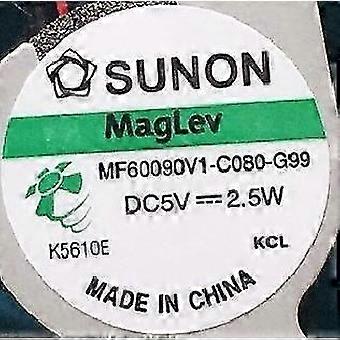 SUNON
MagLev
MF60090V1-C080-G99
DC5V⎓2.5W
K5610E KCL
MADE IN CHINA